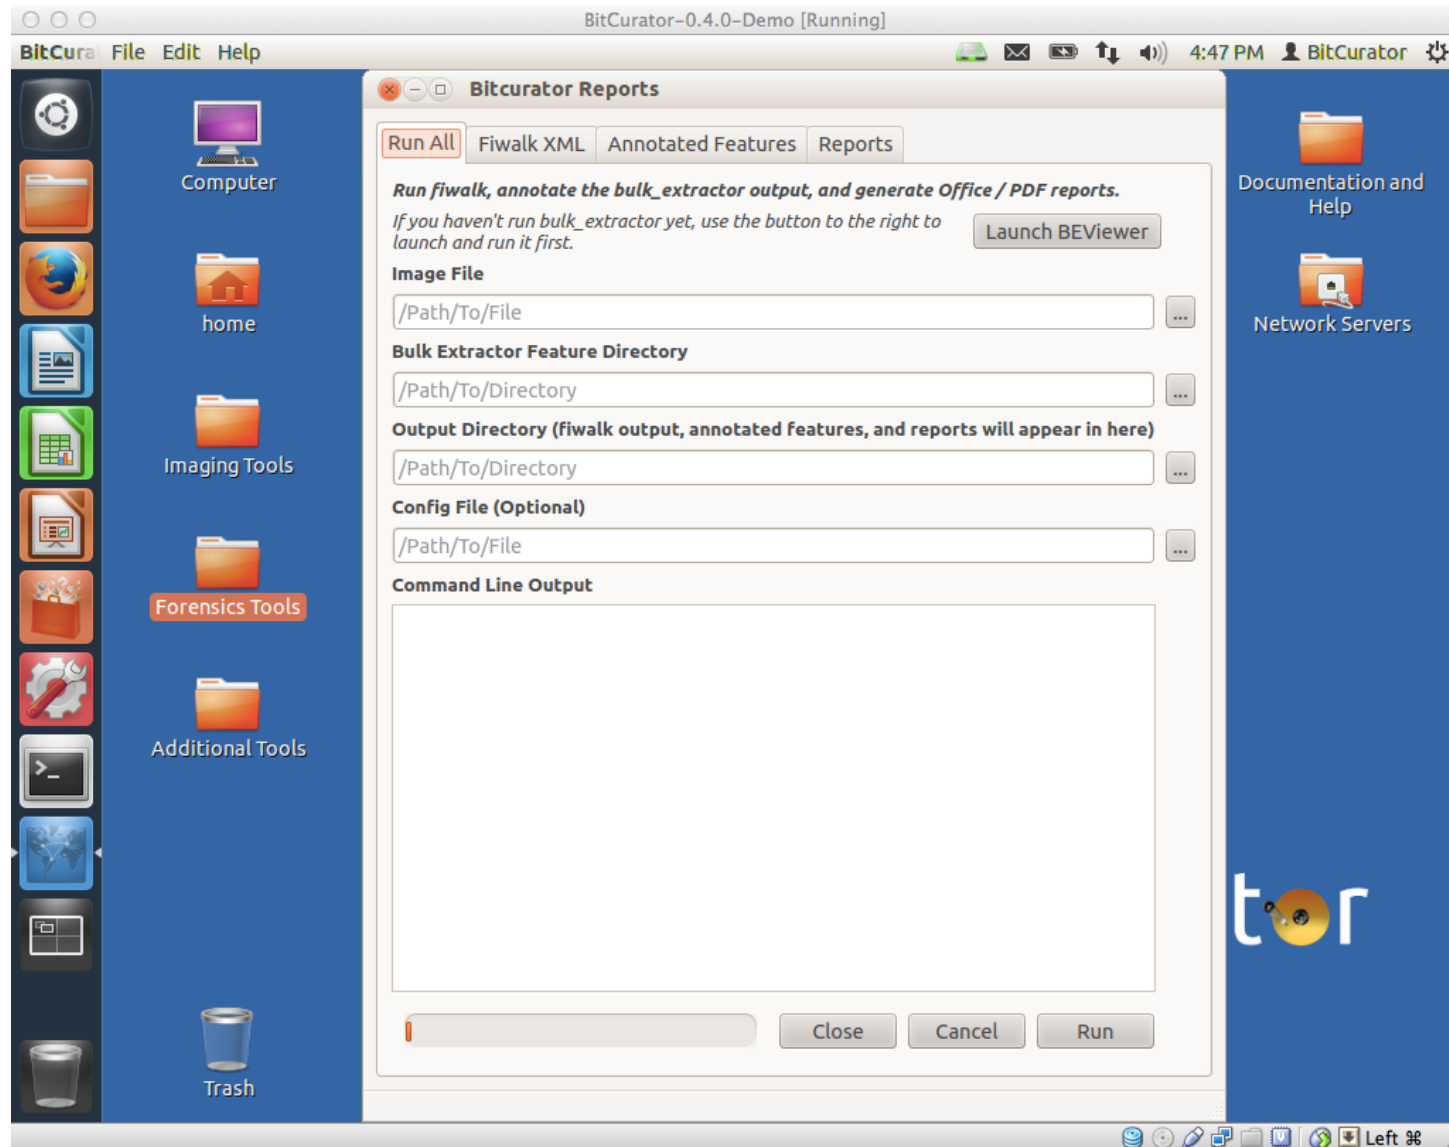 BitCurator-0.4.0-Demo [Running]
BitCura File Edit Help 4:47 PM BitCurator
Bitcurator Reports
Run All Fiwalk XML Annotated Features Reports
Run fiwalk, annotate the bulk_extractor output, and generate Office / PDF reports.
If you haven't run bulk_extractor yet, use the button to the right to
launch and run it first.
Launch BEViewer
Image File
/Path/To/File
...
Bulk Extractor Feature Directory
/Path/To/Directory
...
Output Directory (fiwalk output, annotated features, and reports will appear in here)
/Path/To/Directory
...
Config File (Optional)
/Path/To/File
...
Command Line Output
Close Cancel Run
Computer
home
Imaging Tools
Forensics Tools
Additional Tools
Trash
Documentation and
Help
Network Servers
>_
tor
Left ⌘